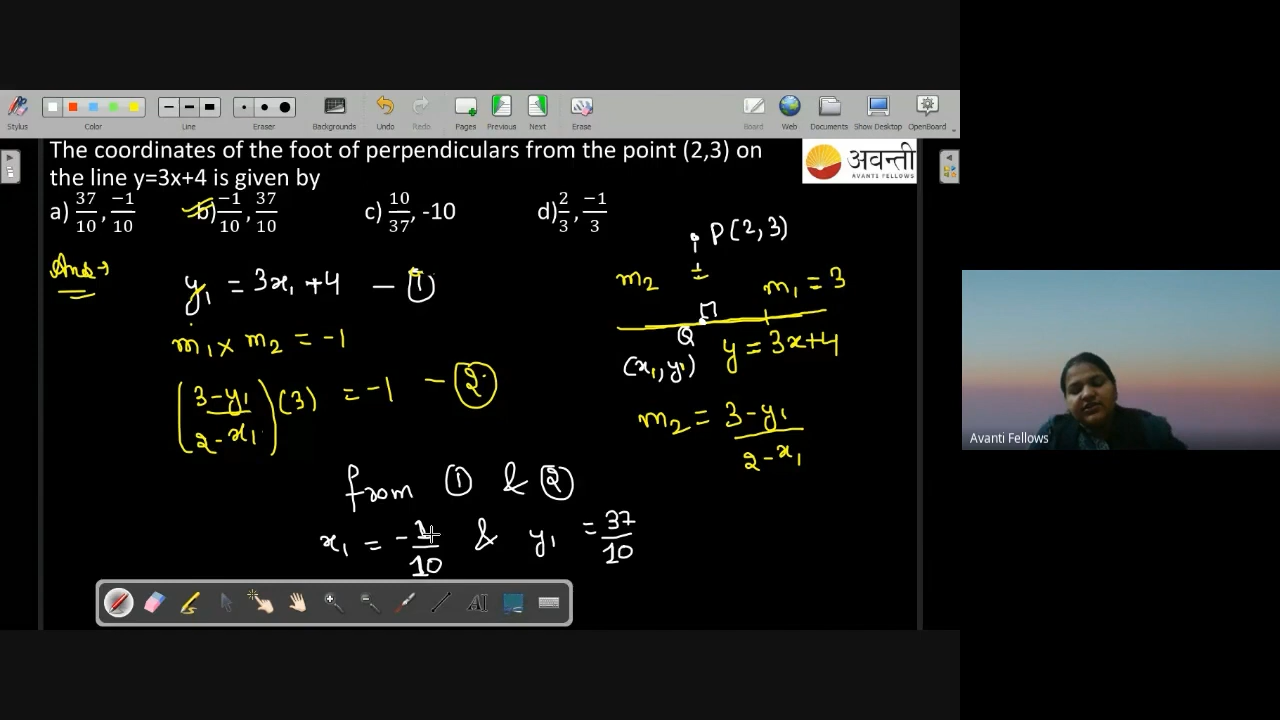 Stylus
Color
Line
Eraser
Backgrounds
Undo
Redo
Pages
Previous
Next
Erase
Board
Web
Documents
Show Desktop
OpenBoard
The coordinates of the foot of perpendiculars from the point (2,3) on
the line y=3x+4 is given by
अवन्ती
AVANTI FELLOWS
a) 37/10, -1/10 b) -1/10, 37/10 c) 10/37, -10 d) 2/3, -1/3
Ans→
y₁ = 3x₁ + 4 — ①
m₁ × m₂ = -1
((3-y₁)/(2-x₁)) (3) = -1 — ②
from ① & ②
x₁ = -1/10 & y₁ = 37/10
P(2, 3)
m₂
m₁ = 3
Q
(x₁, y₁)
y = 3x+4
m₂ = (3-y₁)/(2-x₁)
AI
Avanti Fellows